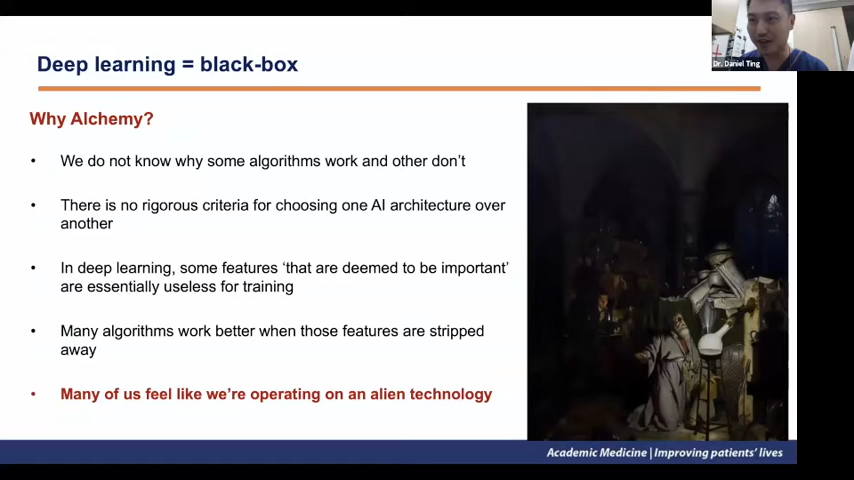 Dr. Daniel Ting
Deep learning = black-box
Why Alchemy?
• We do not know why some algorithms work and other don't
• There is no rigorous criteria for choosing one AI architecture over
another
• In deep learning, some features ‘that are deemed to be important’
are essentially useless for training
• Many algorithms work better when those features are stripped
away
• Many of us feel like we're operating on an alien technology
Academic Medicine | Improving patients' lives